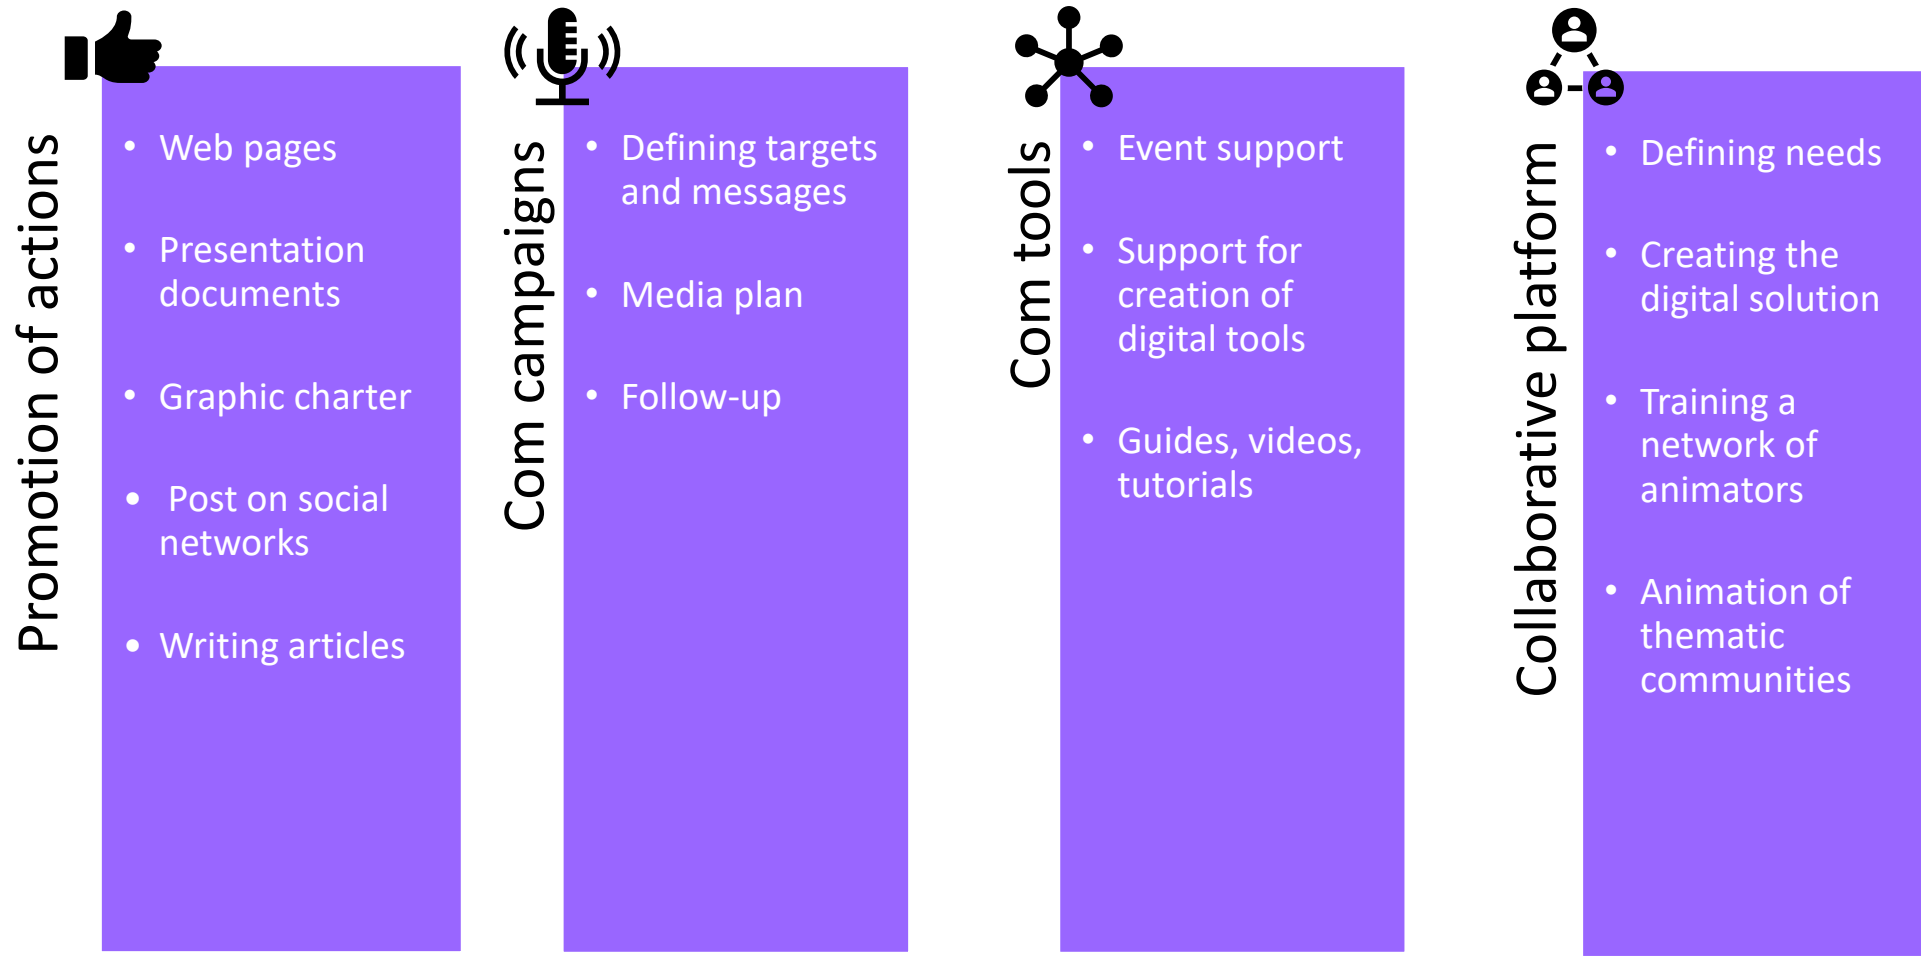 Promotion of actions
• Web pages
• Presentation
documents
• Graphic charter
• Post on social
networks
• Writing articles
Com campaigns
• Defining targets
and messages
• Media plan
• Follow-up
Com tools
• Event support
• Support for
creation of
digital tools
• Guides, videos,
tutorials
Collaborative platform
• Defining needs
• Creating the
digital solution
• Training a
network of
animators
• Animation of
thematic
communities